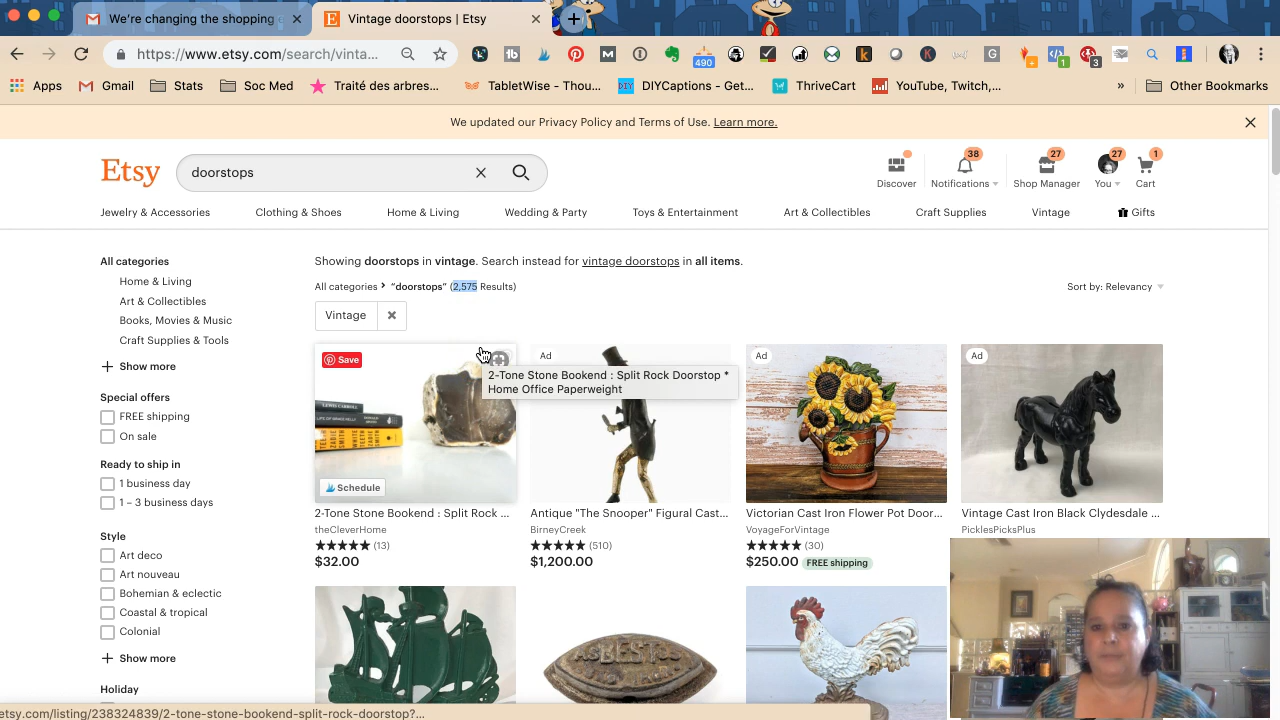 We're changing the shopping e
Vintage doorstops | Etsy
https://www.etsy.com/search/vinta...
490
1
3
Apps
Gmail
Stats
Soc Med
Traité des arbres...
TabletWise - Thou...
DIYCaptions - Get...
ThriveCart
YouTube, Twitch,...
»
Other Bookmarks
We updated our Privacy Policy and Terms of Use. Learn more.
Etsy
doorstops
Discover
38
Notifications
27
Shop Manager
27
You
1
Cart
Jewelry & Accessories
Clothing & Shoes
Home & Living
Wedding & Party
Toys & Entertainment
Art & Collectibles
Craft Supplies
Vintage
Gifts
All categories
Home & Living
Art & Collectibles
Books, Movies & Music
Craft Supplies & Tools
+ Show more
Special offers
FREE shipping
On sale
Ready to ship in
1 business day
1 – 3 business days
Style
Art deco
Art nouveau
Bohemian & eclectic
Coastal & tropical
Colonial
+ Show more
Holiday
Showing doorstops in vintage. Search instead for vintage doorstops in all items.
All categories > "doorstops" (2,575 Results)
Sort by: Relevancy
Vintage
Save
Schedule
2-Tone Stone Bookend : Split Rock Doorstop *
Home Office Paperweight
2-Tone Stone Bookend : Split Rock ...
theCleverHome
(13)
$32.00
Ad
Antique "The Snooper" Figural Cast...
BirneyCreek
(510)
$1,200.00
Ad
Victorian Cast Iron Flower Pot Door...
VoyageForVintage
(30)
$250.00 FREE shipping
Ad
Vintage Cast Iron Black Clydesdale ...
PicklesPicksPlus
etsy.com/listing/238324839/2-tone-stone-bookend-split-rock-doorstop?...